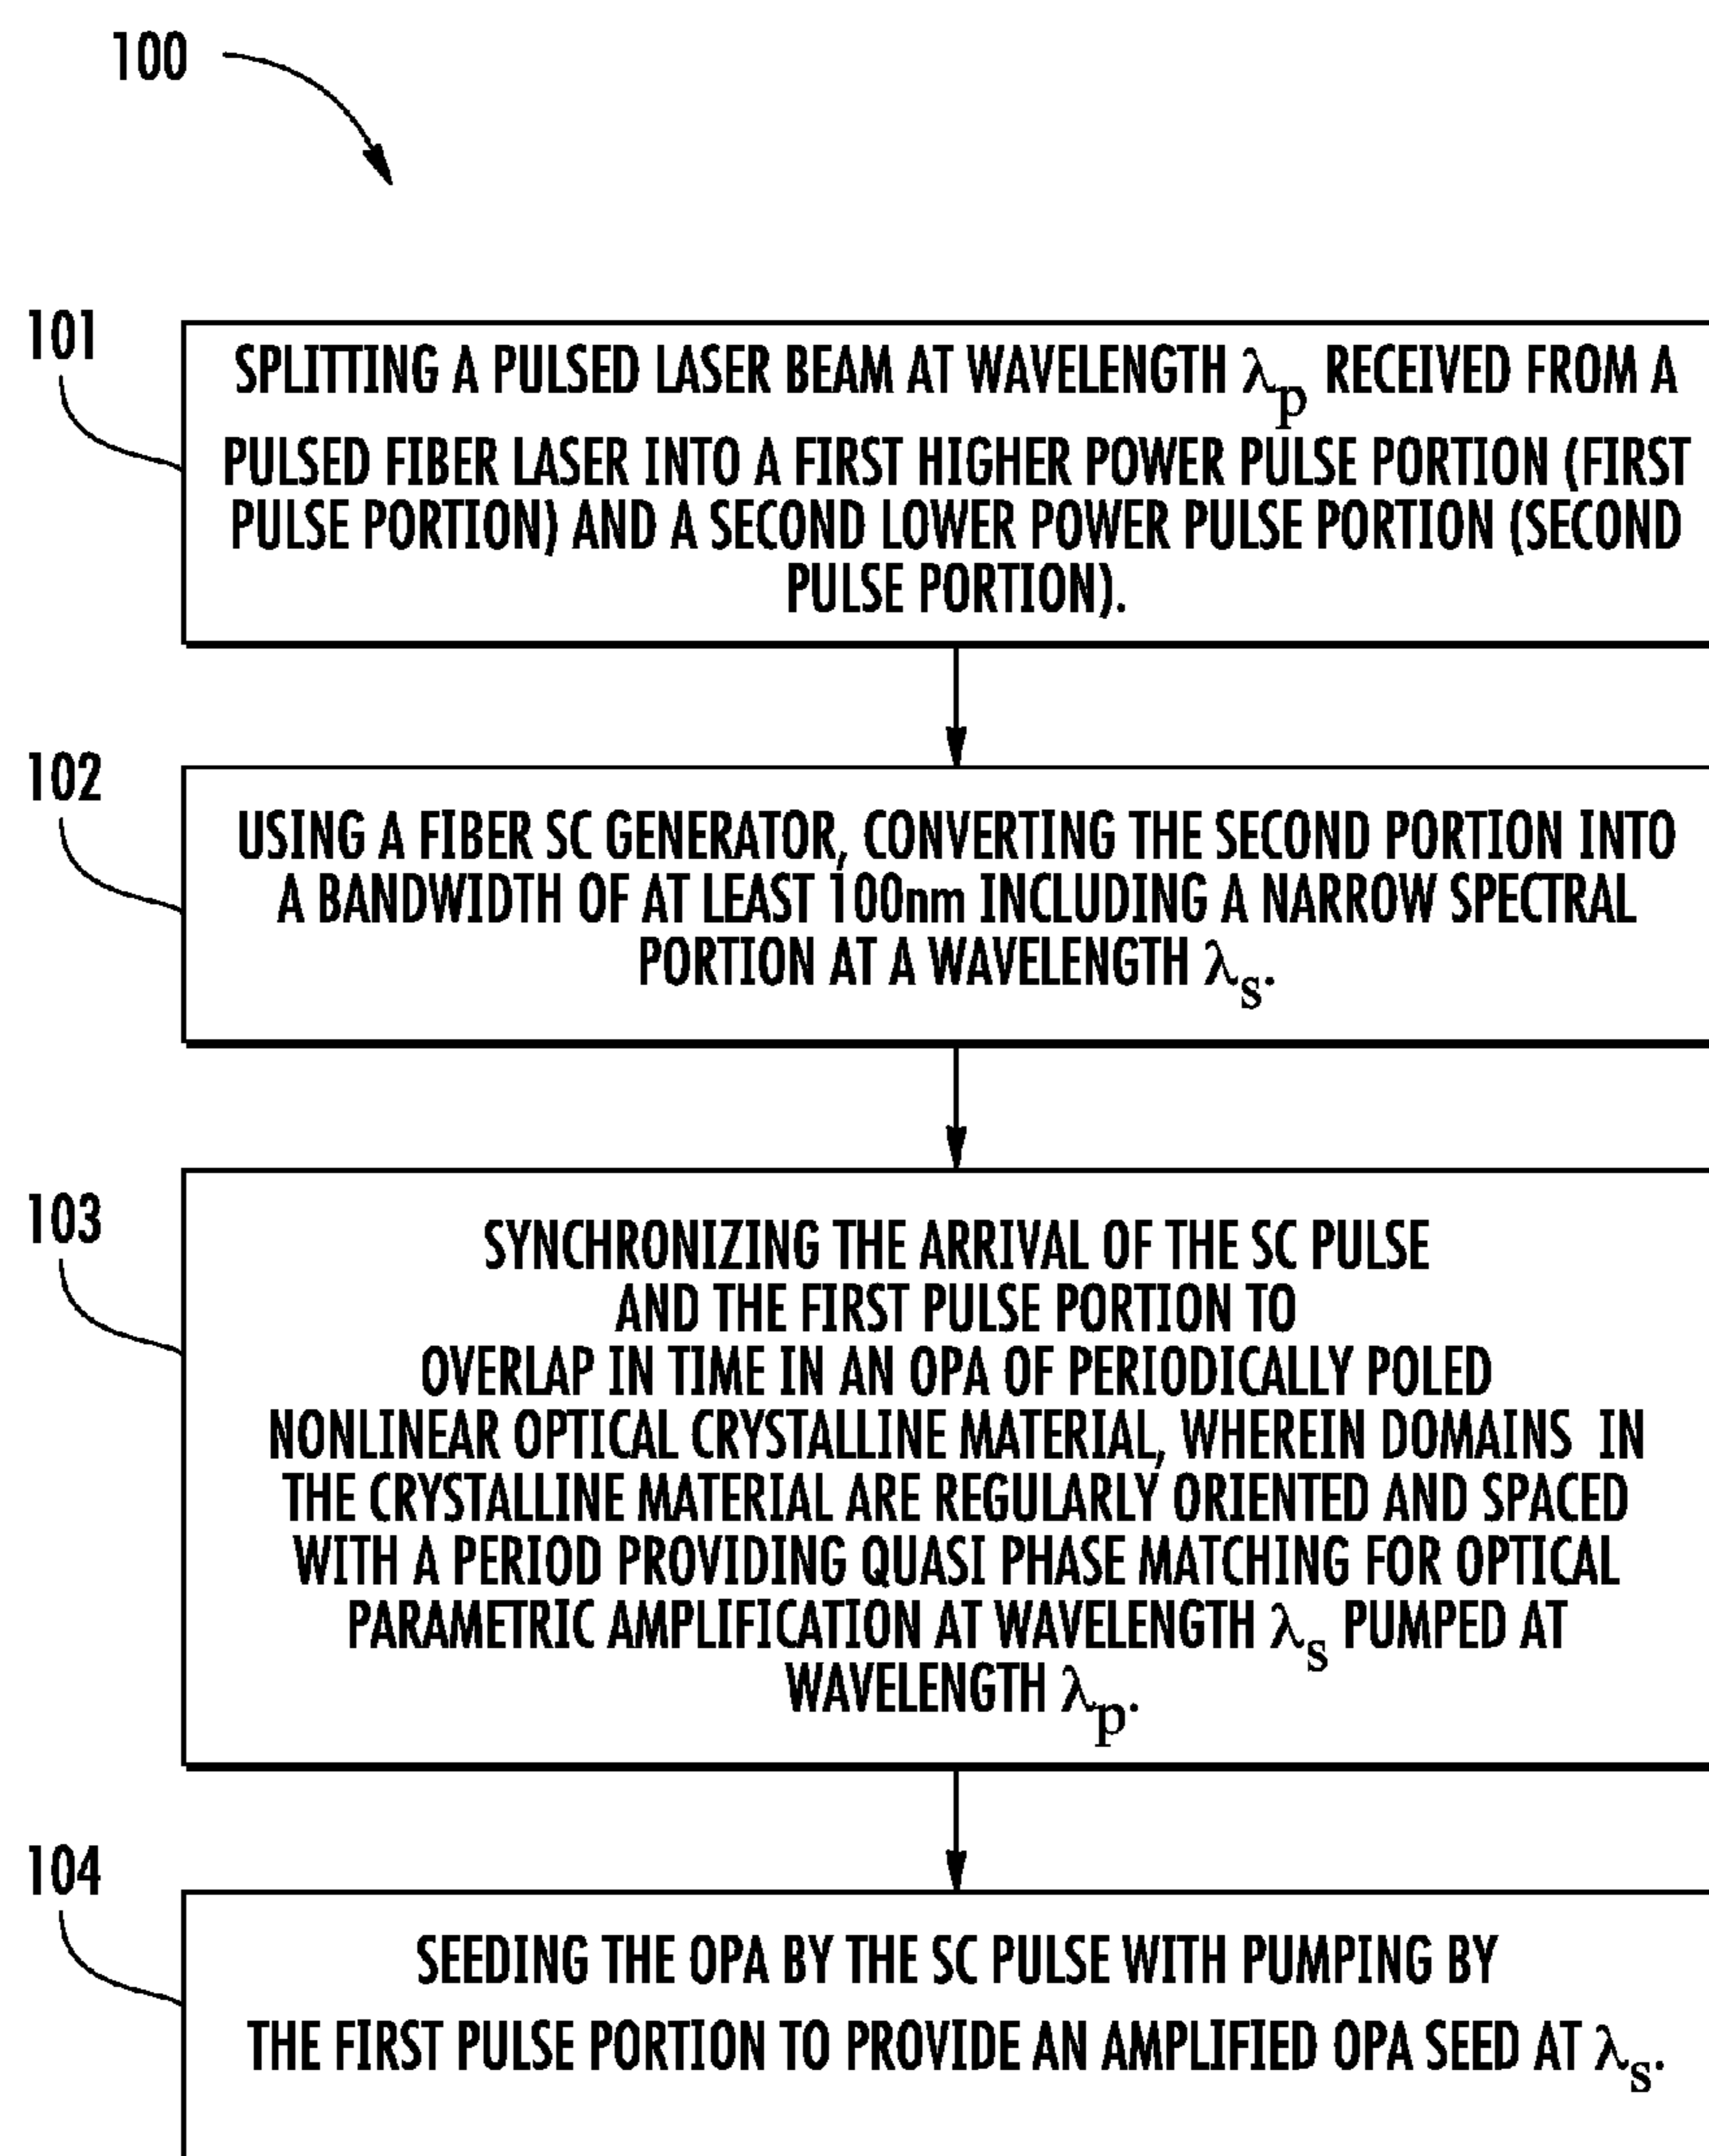 100
101
SPLITTING A PULSED LASER BEAM AT WAVELENGTH λp RECEIVED FROM A
PULSED FIBER LASER INTO A FIRST HIGHER POWER PULSE PORTION (FIRST
PULSE PORTION) AND A SECOND LOWER POWER PULSE PORTION (SECOND
PULSE PORTION).
102
USING A FIBER SC GENERATOR, CONVERTING THE SECOND PORTION INTO
A BANDWIDTH OF AT LEAST 100nm INCLUDING A NARROW SPECTRAL
PORTION AT A WAVELENGTH λs.
103
SYNCHRONIZING THE ARRIVAL OF THE SC PULSE
AND THE FIRST PULSE PORTION TO
OVERLAP IN TIME IN AN OPA OF PERIODICALLY POLED
NONLINEAR OPTICAL CRYSTALLINE MATERIAL, WHEREIN DOMAINS IN
THE CRYSTALLINE MATERIAL ARE REGULARLY ORIENTED AND SPACED
WITH A PERIOD PROVIDING QUASI PHASE MATCHING FOR OPTICAL
PARAMETRIC AMPLIFICATION AT WAVELENGTH λs PUMPED AT
WAVELENGTH λp.
104
SEEDING THE OPA BY THE SC PULSE WITH PUMPING BY
THE FIRST PULSE PORTION TO PROVIDE AN AMPLIFIED OPA SEED AT λs.